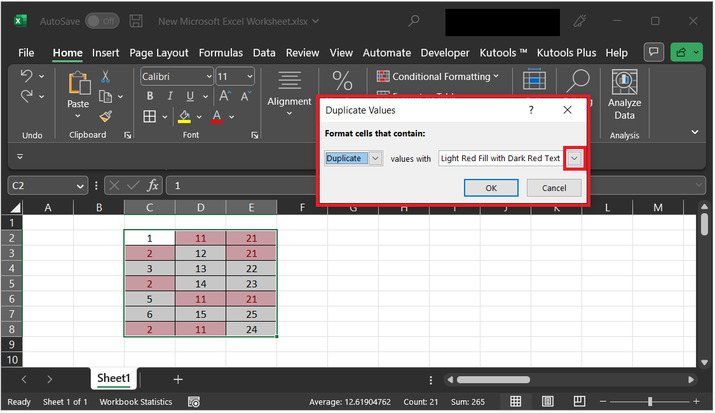 AutoSave Off New Microsoft Excel Worksheet.xlsx
File Home Insert Page Layout Formulas Data Review View Automate Developer Kutools ™ Kutools Plus Help
Calibri 11
Paste
B I U A A
A
Undo Clipboard Font
Alignment
%
Conditional Formatting
Analyze
Data
Analysis
Duplicate Values ?
Format cells that contain:
Duplicate values with Light Red Fill with Dark Red Text
OK Cancel
C2 fx 1
A B C D E F G H I J K L M
1
2 1 11 21
3 2 12 21
4 3 13 22
5 2 14 23
6 5 11 21
7 6 15 25
8 2 11 24
9
10
Sheet1
Ready Sheet 1 of 1 Workbook Statistics Average: 12.61904762 Count: 21 Sum: 265